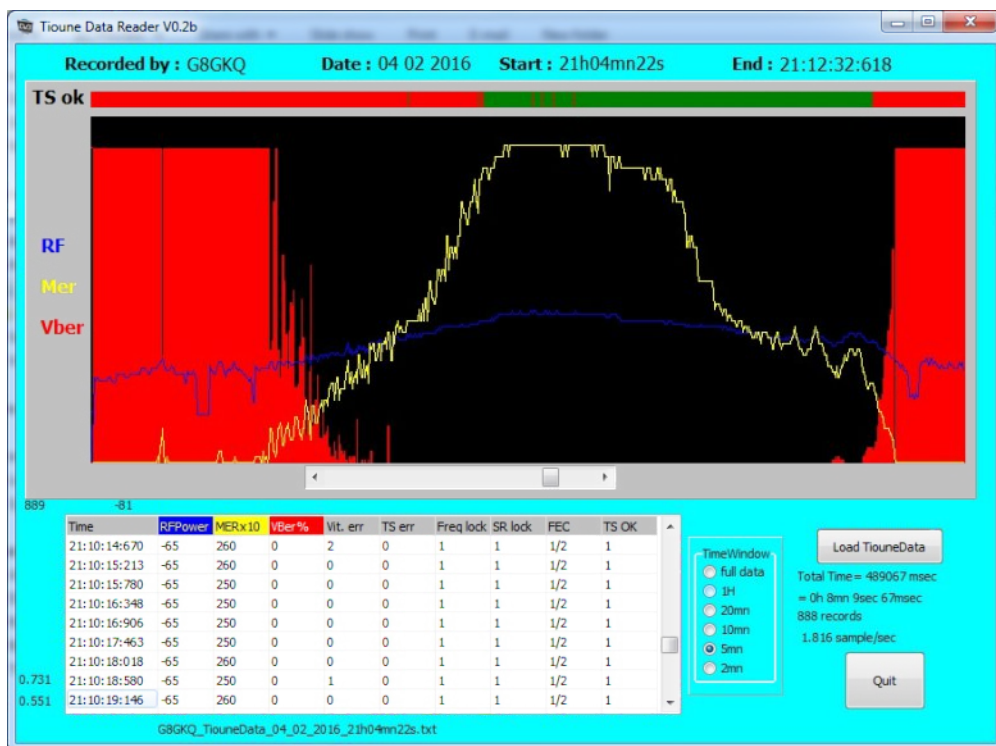 Tioune Data Reader V0.2b
Recorded by : G8GKQ Date : 04 02 2016 Start : 21h04mn22s End : 21:12:32:618
TS ok
RF
Mer
Vber
889 -81
Time RFPower MERx10 VBer% Vit. err TS err Freq lock SR lock FEC TS OK
21:10:14:670 -65 260 0 2 0 1 1 1/2 1
21:10:15:213 -65 260 0 0 0 1 1 1/2 1
21:10:15:780 -65 250 0 0 0 1 1 1/2 1
21:10:16:348 -65 250 0 0 0 1 1 1/2 1
21:10:16:906 -65 250 0 0 0 1 1 1/2 1
21:10:17:463 -65 250 0 0 0 1 1 1/2 1
21:10:18:018 -65 260 0 0 0 1 1 1/2 1
21:10:18:580 -65 250 0 1 0 1 1 1/2 1
21:10:19:146 -65 260 0 0 0 1 1 1/2 1
0.731
0.551
TimeWindow
full data
1H
20mn
10mn
5mn
2mn
Load TiouneData
Total Time= 489067 msec
= 0h 8mn 9sec 67msec
888 records
1.816 sample/sec
Quit
G8GKQ_TiouneData_04_02_2016_21h04mn22s.txt